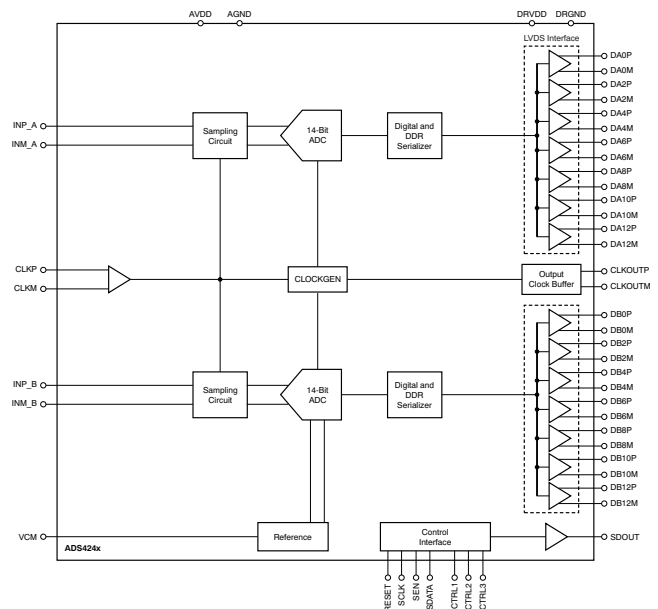 AVDD
AGND
DRVDD
DRGND
LVDS Interface
DA0P
DA0M
DA2P
DA2M
DA4P
DA4M
DA6P
DA6M
DA8P
DA8M
DA10P
DA10M
DA12P
DA12M
INP_A
INM_A
Sampling
Circuit
14-Bit
ADC
Digital and
DDR
Serializer
CLKP
CLKM
CLOCKGEN
Output
Clock Buffer
CLKOUTP
CLKOUTM
DB0P
DB0M
DB2P
DB2M
DB4P
DB4M
DB6P
DB6M
DB8P
DB8M
DB10P
DB10M
DB12P
DB12M
INP_B
INM_B
Sampling
Circuit
14-Bit
ADC
Digital and
DDR
Serializer
VCM
Reference
Control
Interface
SDOUT
ADS424x
RESET
SCLK
SEN
SDATA
CTRL1
CTRL2
CTRL3